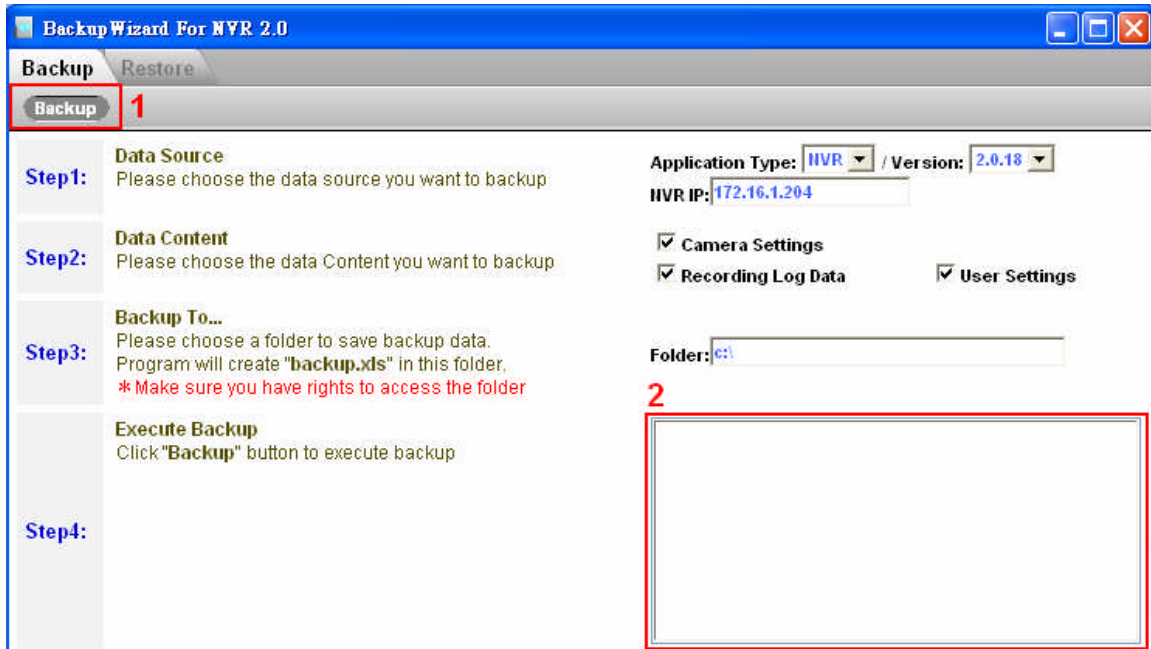 BackupWizard For NVR 2.0
Backup Restore
Backup 1
Step1:
Data Source
Please choose the data source you want to backup
Application Type: NVR / Version: 2.0.18
NVR IP: 172.16.1.204
Step2:
Data Content
Please choose the data Content you want to backup
Camera Settings
Recording Log Data User Settings
Step3:
Backup To...
Please choose a folder to save backup data.
Program will create "backup.xls" in this folder,
*Make sure you have rights to access the folder
Folder: c:\
2
Step4:
Execute Backup
Click "Backup" button to execute backup